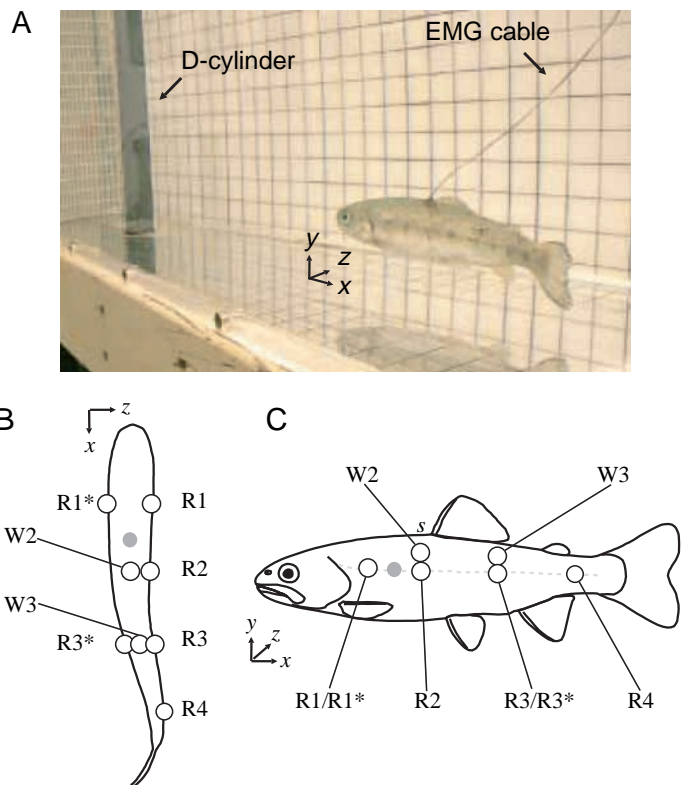 A
EMG cable
D-cylinder
y
z
x
B
z
x
R1*
R1
W2
R2
W3
R3*
R3
R4
C
W2
W3
s
y
z
x
R1/R1*
R2
R3/R3*
R4